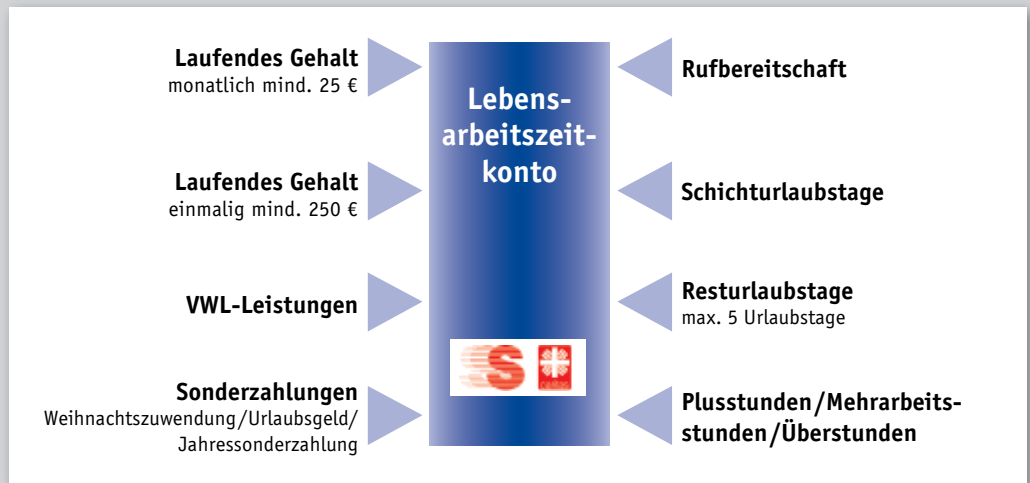 Laufendes Gehalt
monatlich mind. 25 €
Laufendes Gehalt
einmalig mind. 250 €
VWL-Leistungen
Sonderzahlungen
Weihnachtszuwendung/Urlaubsgeld/
Jahressonderzahlung
Lebens-
arbeitszeit-
konto
S
Rufbereitschaft
Schichturlaubstage
Resturlaubstage
max. 5 Urlaubstage
Plusstunden/Mehrarbeits-
stunden/Überstunden